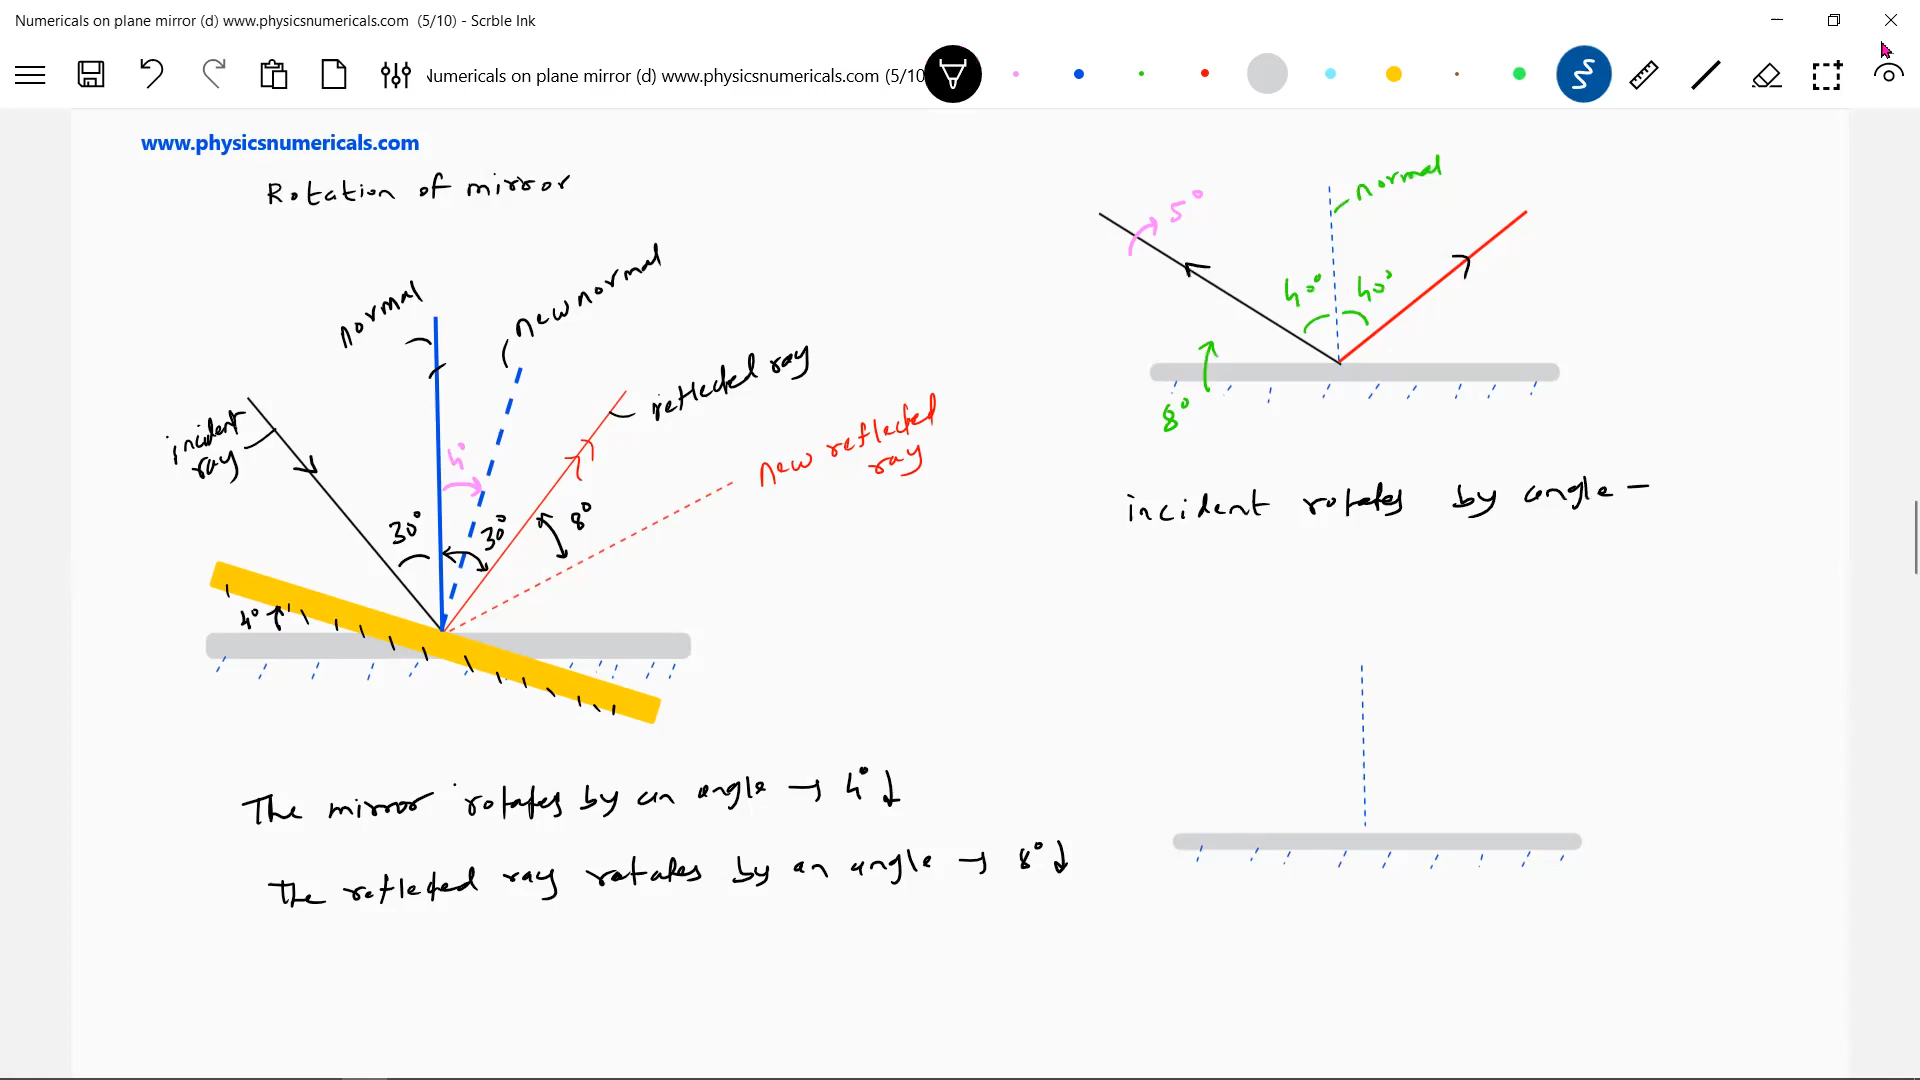 Numericals on plane mirror (d) www.physicsnumericals.com (5/10) - Scrble Ink
Numericals on plane mirror (d) www.physicsnumericals.com (5/10
www.physicsnumericals.com
Rotation of mirror
normal
new normal
incident
ray
reflected ray
new reflected
ray
4°
30°
30°
8°
4°
The mirror rotates by an angle → 4° ↓
The reflected ray rotates by an angle → 8° ↓
5°
normal
40°
40°
8°
incident rotates by angle –